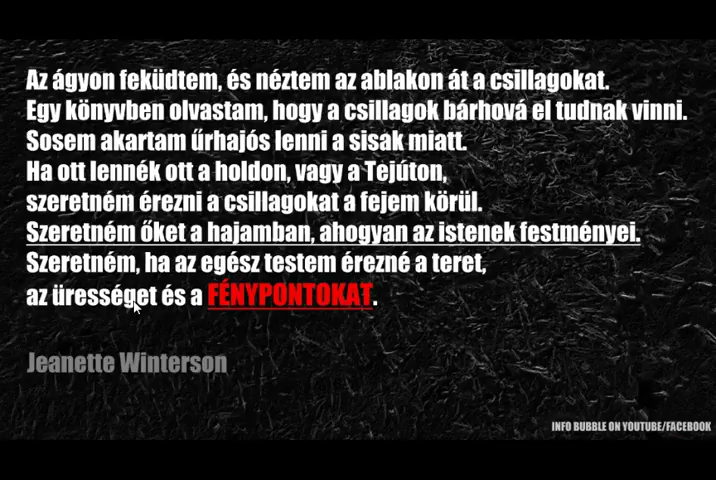 Az ágyon feküdtem, és néztem az ablakon át a csillagokat.
Egy könyvben olvastam, hogy a csillagok bárhová el tudnak vinni.
Sosem akartam űrhajós lenni a sisak miatt.
Ha ott lennék ott a holdon, vagy a Tejúton,
szeretném érezni a csillagokat a fejem körül.
Szeretném őket a hajamban, ahogyan az istenek festményei.
Szeretném, ha az egész testem érezné a teret,
az ürességet és a FÉNYPONTOKAT.
Jeanette Winterson
INFO BUBBLE ON YOUTUBE/FACEBOOK